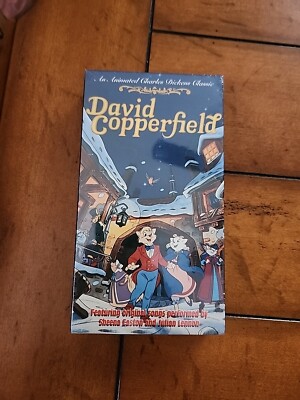 An Animated Charles Dickens Classic
David
Copperfield
Featuring original songs performed by
Sheena Easton and Julian Lennon